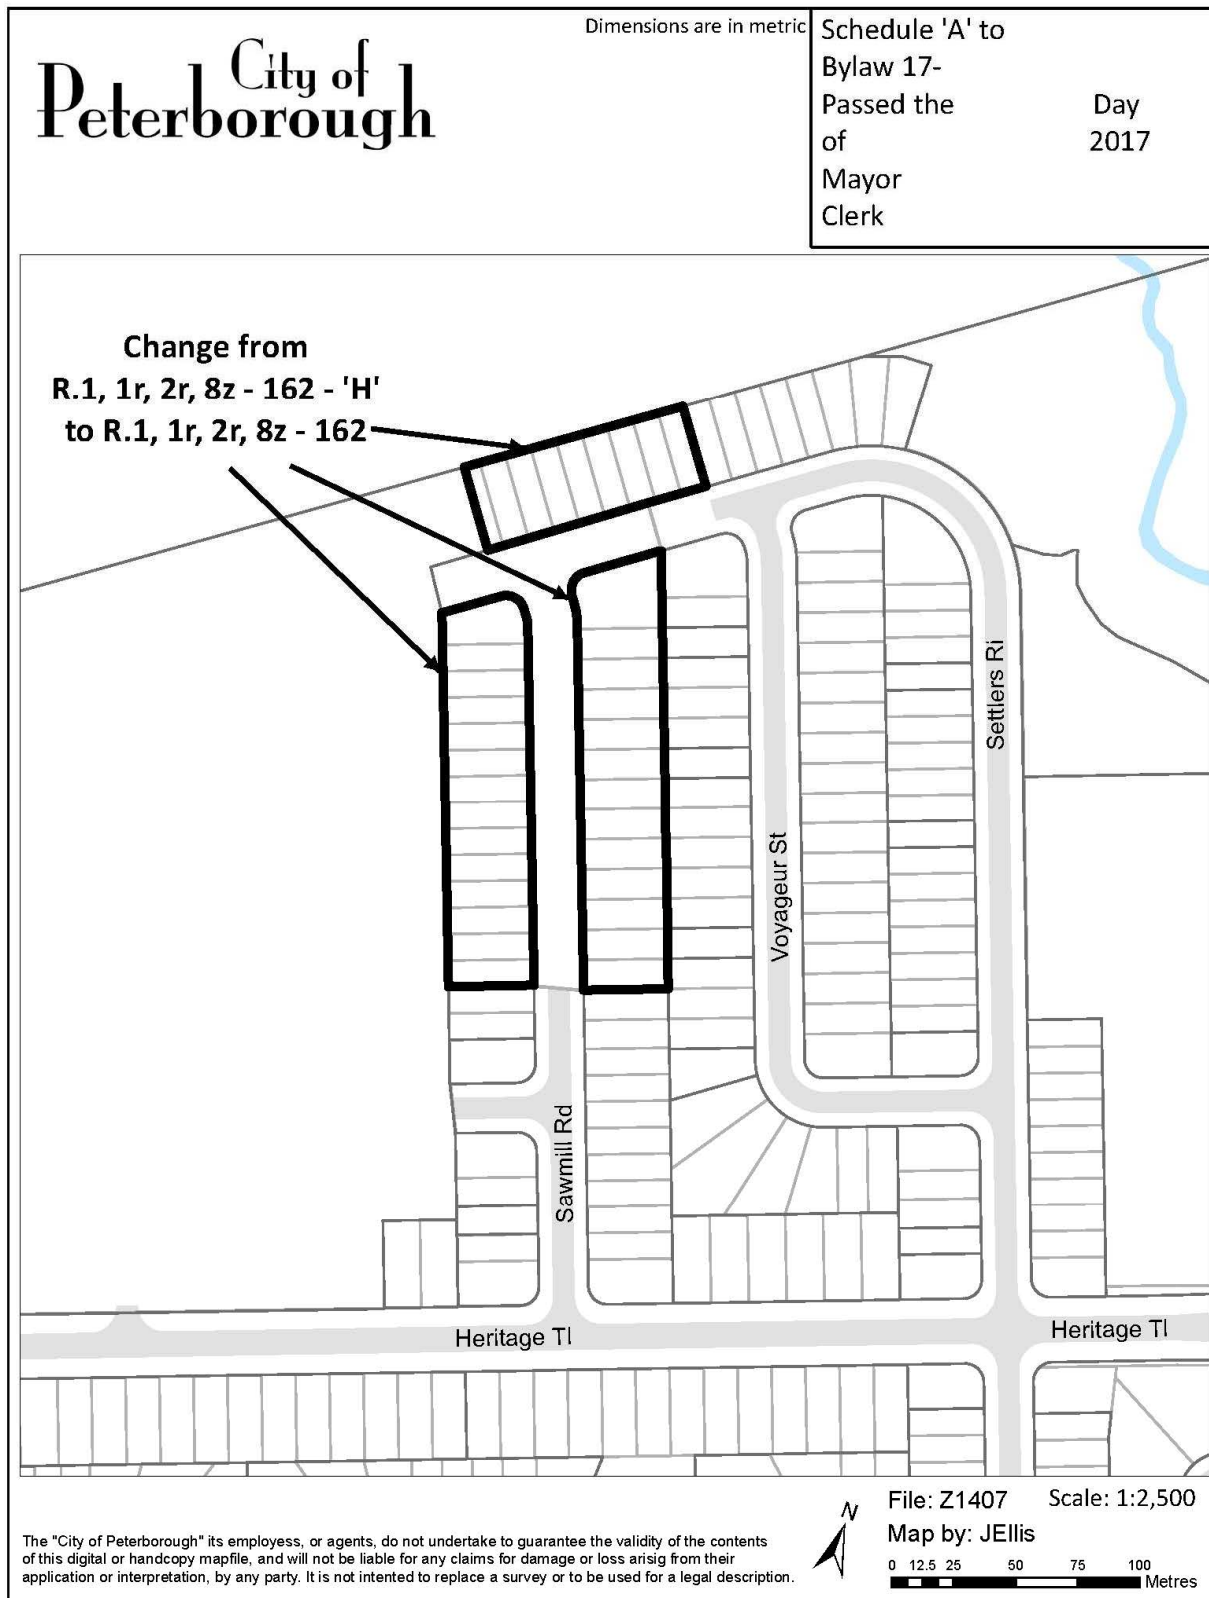 City of
Peterborough
Dimensions are in metric
Schedule 'A' to
Bylaw 17-
Passed the Day
of 2017
Mayor
Clerk
Change from
R.1, 1r, 2r, 8z - 162 - 'H'
to R.1, 1r, 2r, 8z - 162
Settlers Ri
Voyageur St
Sawmill Rd
Heritage Tl
Heritage Tl
The "City of Peterborough" its employess, or agents, do not undertake to guarantee the validity of the contents
of this digital or handcopy mapfile, and will not be liable for any claims for damage or loss arisig from their
application or interpretation, by any party. It is not intended to replace a survey or to be used for a legal description.
N
File: Z1407 Scale: 1:2,500
Map by: JEllis
0 12.5 25 50 75 100
Metres